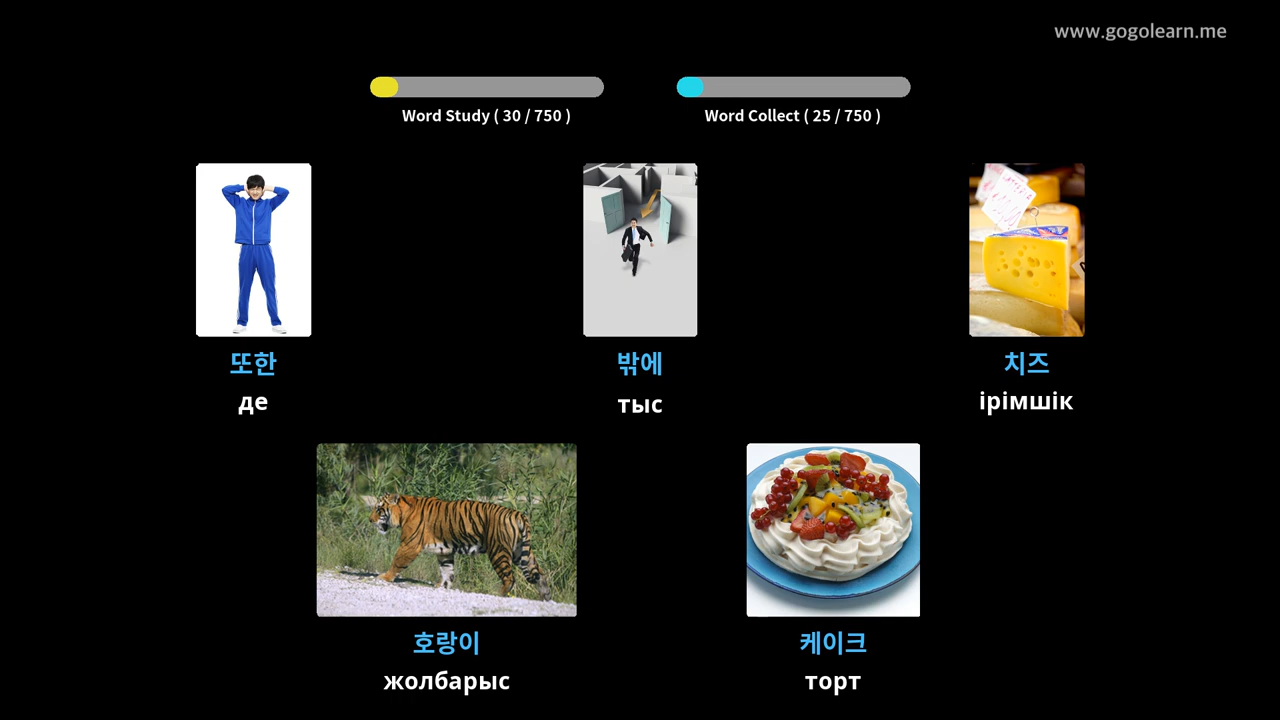 www.gogolearn.me
Word Study ( 30 / 750 )
Word Collect ( 25 / 750 )
또한
де
밖에
тыс
치즈
ірімшік
호랑이
жолбарыс
케이크
торт